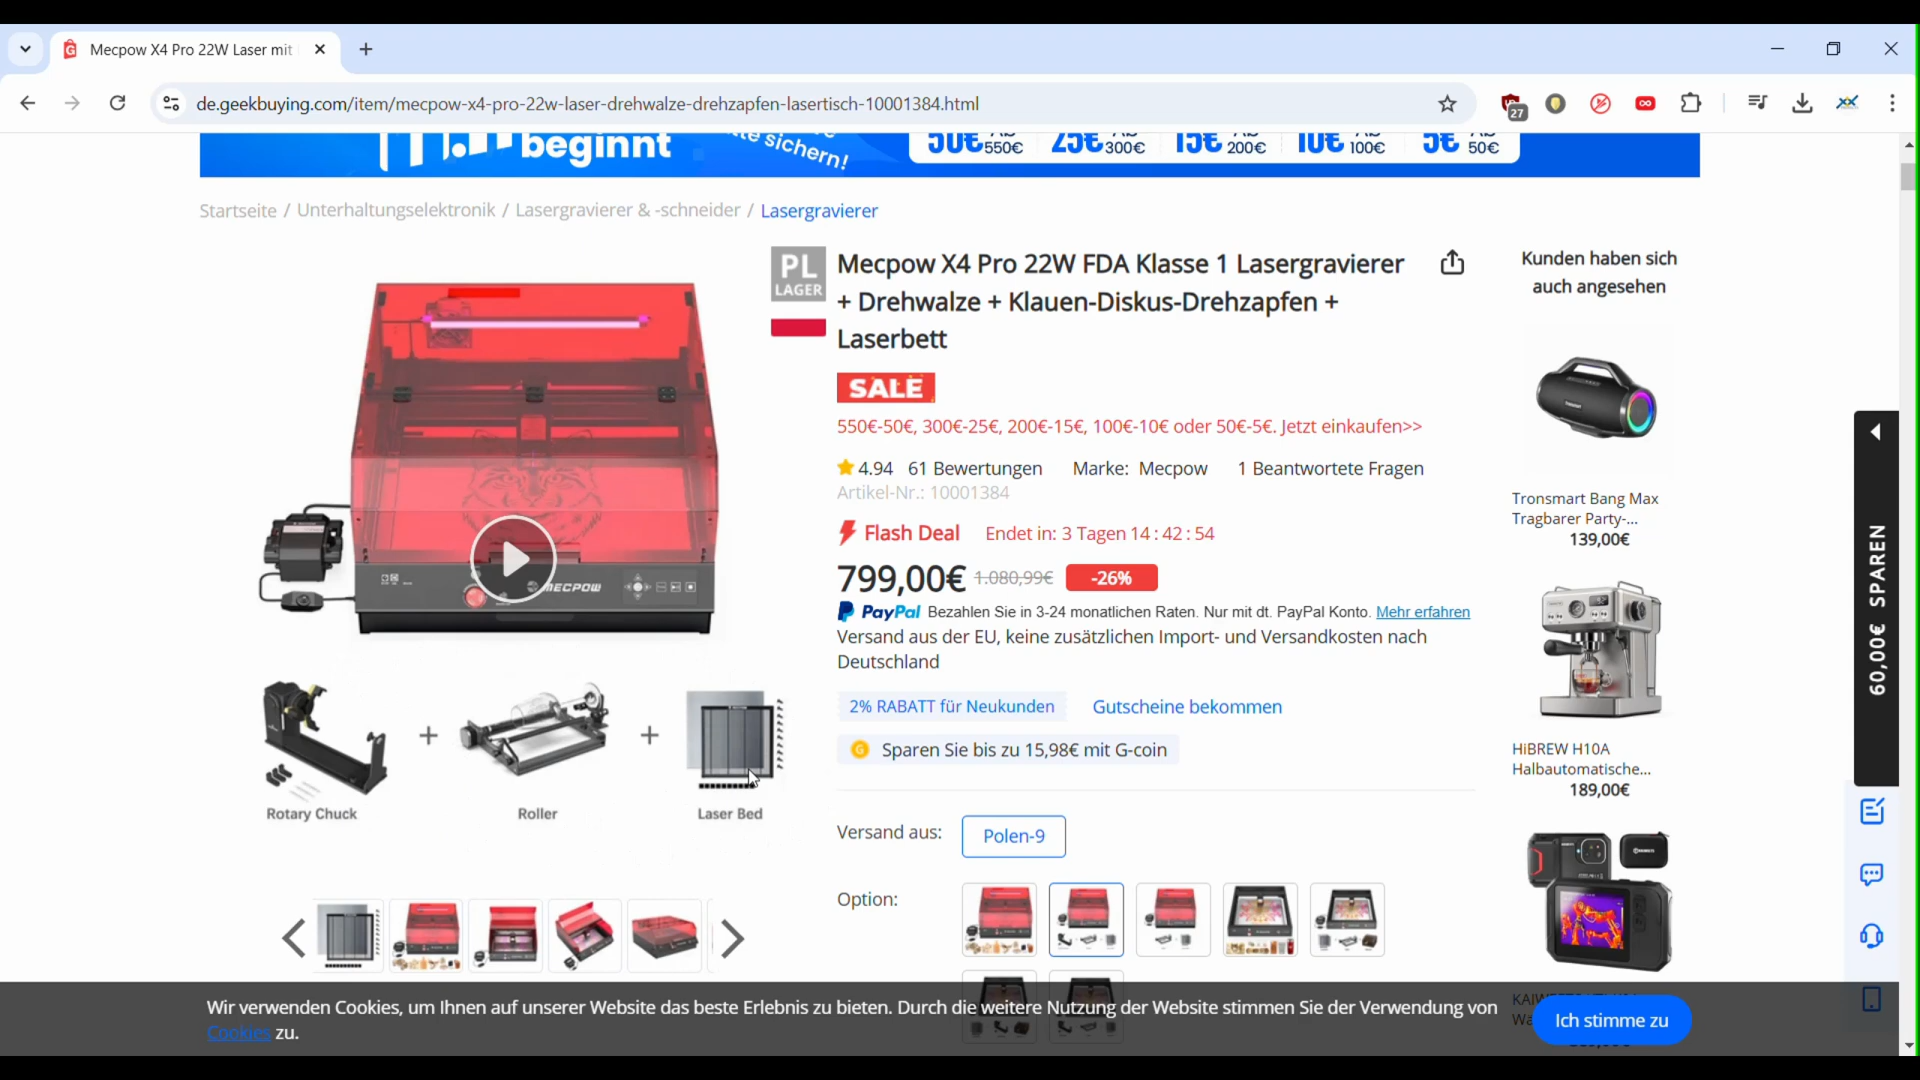 Mecpow X4 Pro 22W Laser mit
de.geekbuying.com/item/mecpow-x4-pro-22w-laser-drehwalze-drehzapfen-lasertisch-10001384.html
27
beginnt
sichern!
50€ 550€ 25€ 300€ 15€ 200€ 10€ 100€ 5€ 50€
Startseite / Unterhaltungselektronik / Lasergravierer & -schneider / Lasergravierer
PL
LAGER
Mecpow X4 Pro 22W FDA Klasse 1 Lasergravierer
+ Drehwalze + Klauen-Diskus-Drehzapfen +
Laserbett
SALE
550€-50€, 300€-25€, 200€-15€, 100€-10€ oder 50€-5€. Jetzt einkaufen>>
4.94 61 Bewertungen Marke: Mecpow 1 Beantwortete Fragen
Artikel-Nr.: 10001384
Flash Deal Endet in: 3 Tagen 14 : 42 : 54
799,00€ 1.080,99€ -26%
PayPal Bezahlen Sie in 3-24 monatlichen Raten. Nur mit dt. PayPal Konto. Mehr erfahren
Versand aus der EU, keine zusätzlichen Import- und Versandkosten nach
Deutschland
2% RABATT für Neukunden Gutscheine bekommen
G Sparen Sie bis zu 15,98€ mit G-coin
Versand aus: Polen-9
Option:
MECPOW
+ +
Rotary Chuck Roller Laser Bed
Kunden haben sich
auch angesehen
Tronsmart Bang Max
Tragbarer Party-...
139,00€
HiBREW H10A
Halbautomatische...
189,00€
60,00€ SPAREN
Wir verwenden Cookies, um Ihnen auf unserer Website das beste Erlebnis zu bieten. Durch die weitere Nutzung der Website stimmen Sie der Verwendung von
Cookies zu.
Ich stimme zu